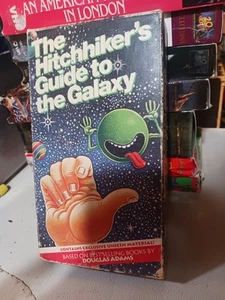 AN AMERICAN
IN LONDON
The
Hitchhiker's
Guide to
the Galaxy
CONTAINS EXCLUSIVE UNSEEN MATERIAL!
BASED ON BESTSELLING BOOKS BY
DOUGLAS ADAMS